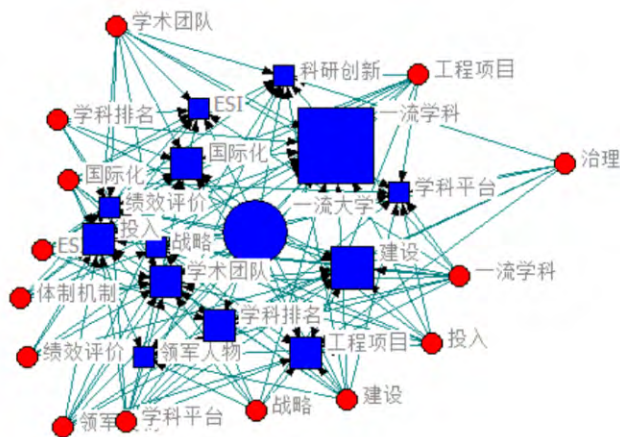 学术团队
科研创新
工程项目
ESI
学科排名
一流学科
国际化
治理
国际化
学科平台
绩效评价
一流大学
投入
战略
建设
ESI
学术团队
一流学科
体制机制
学科排名
绩效评价
领军人物
工程项目
投入
建设
战略
学科平台
领军